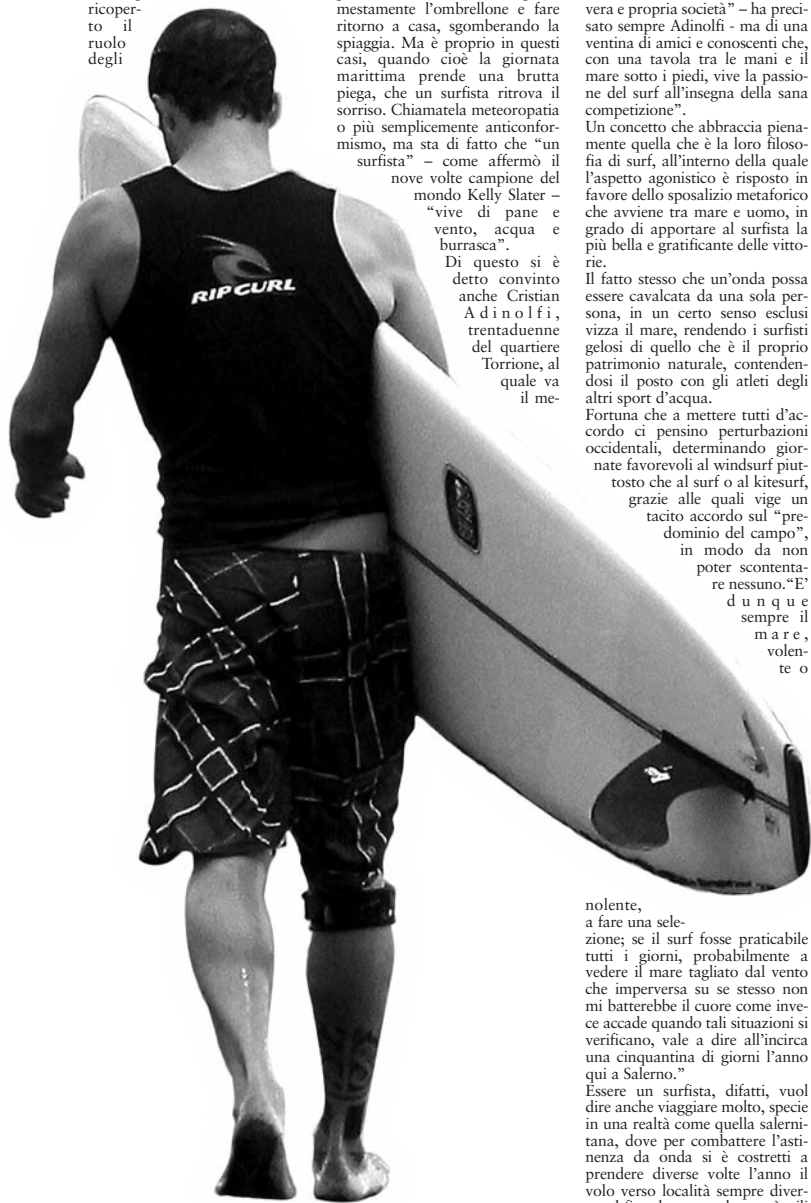 ricoper-
to il
ruolo
degli
mestamente l'ombrellone e fare
ritorno a casa, sgomberando la
spiaggia. Ma è proprio in questi
casi, quando cioè la giornata
marittima prende una brutta
piega, che un surfista ritrova il
sorriso. Chiamatela meteoropatia
o più semplicemente anticonfor-
mismo, ma sta di fatto che "un
surfista" – come affermò il
nove volte campione del
mondo Kelly Slater –
"vive di pane e
vento, acqua e
burrasca".
Di questo si è
detto convinto
anche Cristian
Adinolfi,
trentaduenne
del quartiere
Torrione, al
quale va
il me-
vera e propria società" – ha preci-
sato sempre Adinolfi - ma di una
ventina di amici e conoscenti che,
con una tavola tra le mani e il
mare sotto i piedi, vive la passio-
ne del surf all'insegna della sana
competizione".
Un concetto che abbraccia piena-
mente quella che è la loro filoso-
fia di surf, all'interno della quale
l'aspetto agonistico è risposto in
favore dello sposalizio metaforico
che avviene tra mare e uomo, in
grado di apportare al surfista la
più bella e gratificante delle vitto-
rie.
Il fatto stesso che un'onda possa
essere cavalcata da una sola per-
sona, in un certo senso esclusi
vizza il mare, rendendo i surfisti
gelosi di quello che è il proprio
patrimonio naturale, contenden-
dosi il posto con gli atleti degli
altri sport d'acqua.
Fortuna che a mettere tutti d'ac-
cordo ci pensino perturbazioni
occidentali, determinando gior-
nate favorevoli al windsurf piut-
tosto che al surf o al kitesurf,
grazie alle quali vige un
tacito accordo sul "pre-
dominio del campo",
in modo da non
poter scontenta-
re nessuno."E'
dunque
sempre il
mare,
volen-
te o
nolente,
a fare una sele-
zione; se il surf fosse praticabile
tutti i giorni, probabilmente a
vedere il mare tagliato dal vento
che imperversa su se stesso non
mi batterebbe il cuore come inve-
ce accade quando tali situazioni si
verificano, vale a dire all'incirca
una cinquantina di giorni l'anno
qui a Salerno."
Essere un surfista, difatti, vuol
dire anche viaggiare molto, specie
in una realtà come quella salerni-
tana, dove per combattere l'asti-
nenza da onda si è costretti a
prendere diverse volte l'anno il
volo verso località sempre diver-
RIP CURL